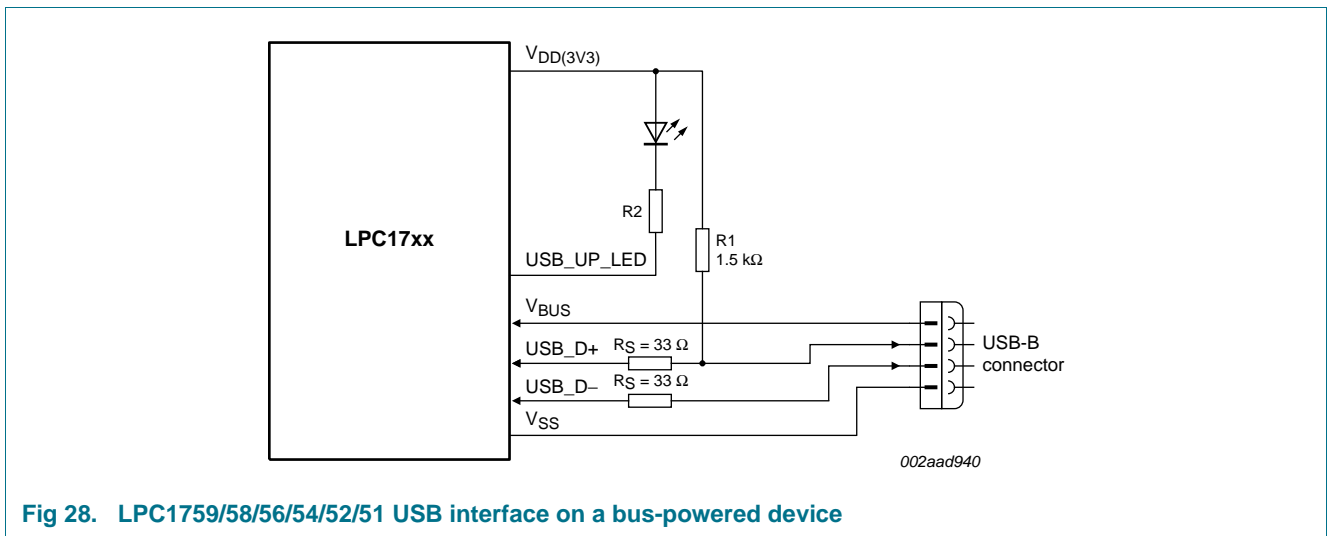 VDD(3V3)
R2
LPC17xx
R1
1.5 kΩ
USB_UP_LED
VBUS
USB_D+
RS = 33 Ω
USB-B
connector
USB_D−
RS = 33 Ω
VSS
002aad940
Fig 28. LPC1759/58/56/54/52/51 USB interface on a bus-powered device